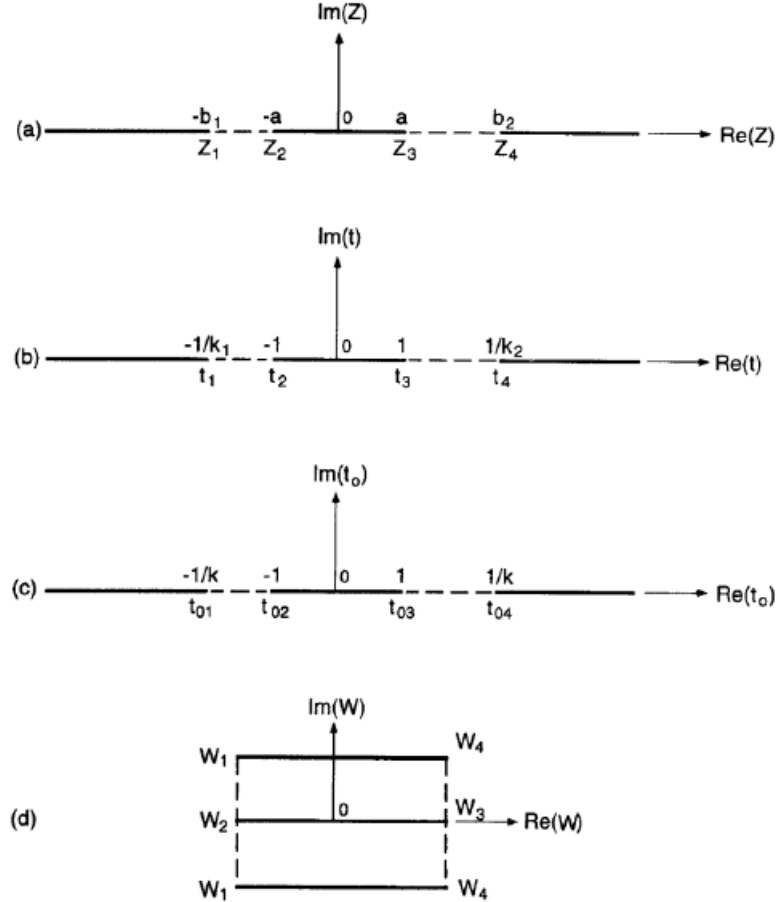 Im(Z)
-b₁ -a 0 a b₂
(a) Re(Z)
Z₁ Z₂ Z₃ Z₄
Im(t)
-1/k₁ -1 0 1 1/k₂
(b) Re(t)
t₁ t₂ t₃ t₄
Im(tₒ)
-1/k -1 0 1 1/k
(c) Re(tₒ)
t₀₁ t₀₂ t₀₃ t₀₄
Im(W)
W₁ W₄
0
(d) W₂ W₃ Re(W)
W₁ W₄